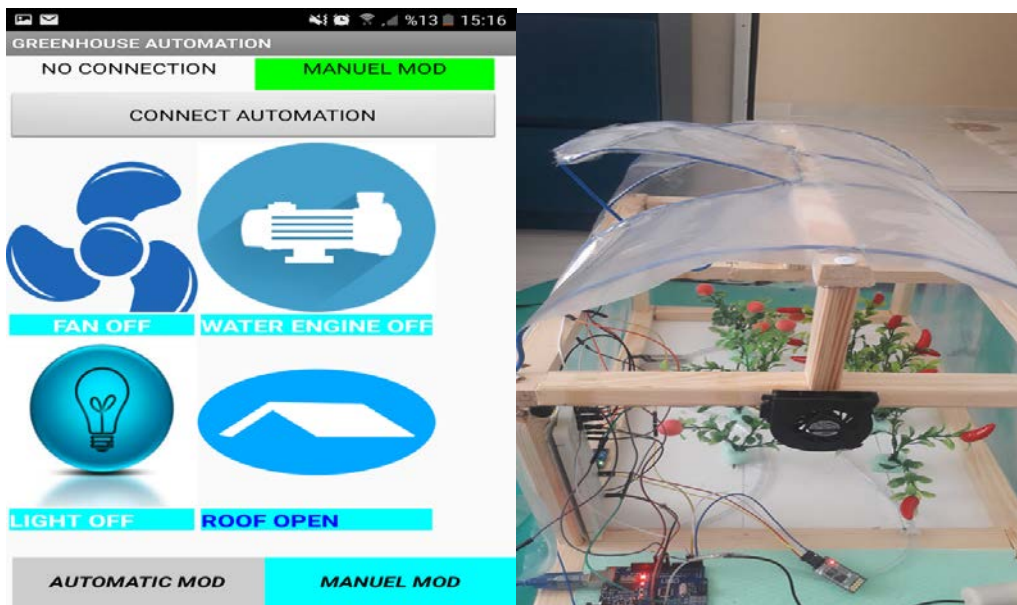 %13 15:16
GREENHOUSE AUTOMATION
NO CONNECTION MANUEL MOD
CONNECT AUTOMATION
FAN OFF WATER ENGINE OFF
LIGHT OFF ROOF OPEN
AUTOMATIC MOD MANUEL MOD